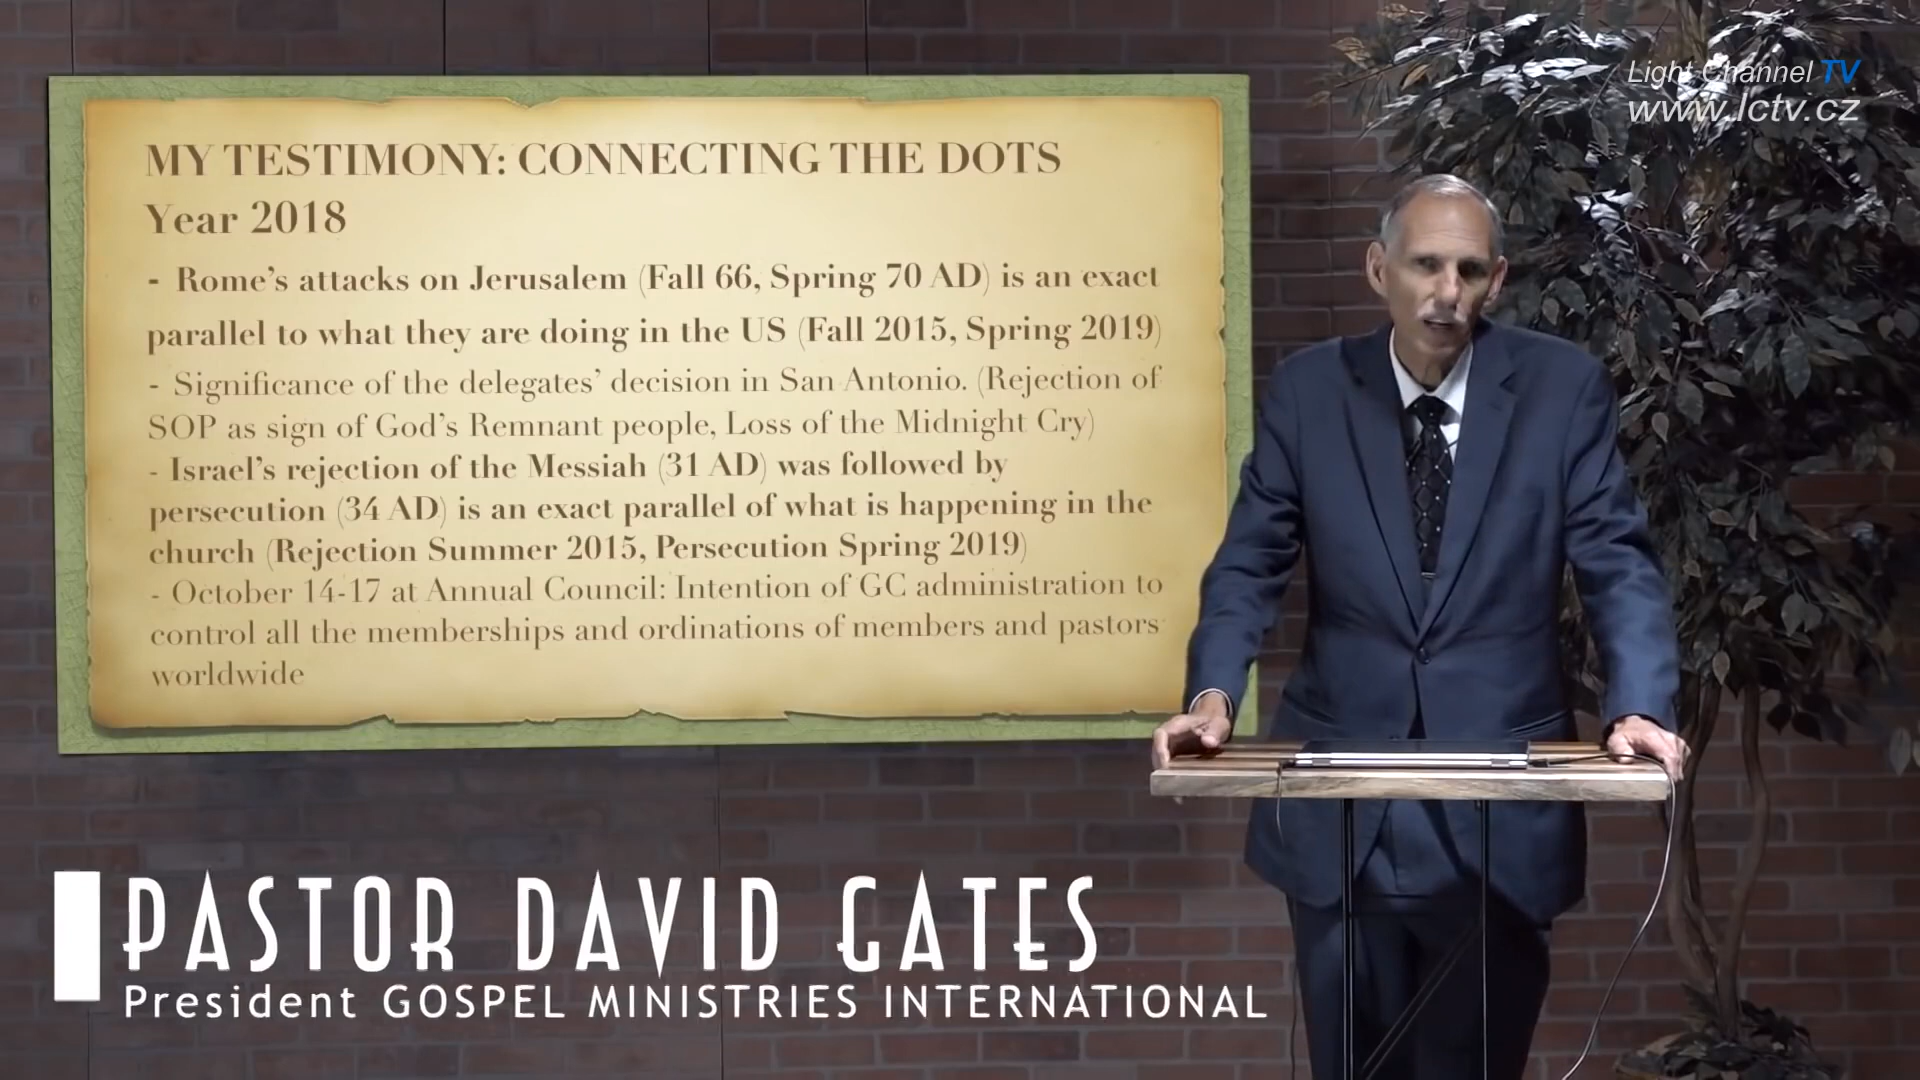 Light Channel TV
www.lctv.cz
MY TESTIMONY: CONNECTING THE DOTS
Year 2018
- Rome's attacks on Jerusalem (Fall 66, Spring 70 AD) is an exact
parallel to what they are doing in the US (Fall 2015, Spring 2019)
- Significance of the delegates' decision in San Antonio. (Rejection of
SOP as sign of God's Remnant people, Loss of the Midnight Cry)
- Israel's rejection of the Messiah (31 AD) was followed by
persecution (34 AD) is an exact parallel of what is happening in the
church (Rejection Summer 2015, Persecution Spring 2019)
- October 14-17 at Annual Council: Intention of GC administration to
control all the memberships and ordinations of members and pastors
worldwide
PASTOR DAVID GATES
President GOSPEL MINISTRIES INTERNATIONAL